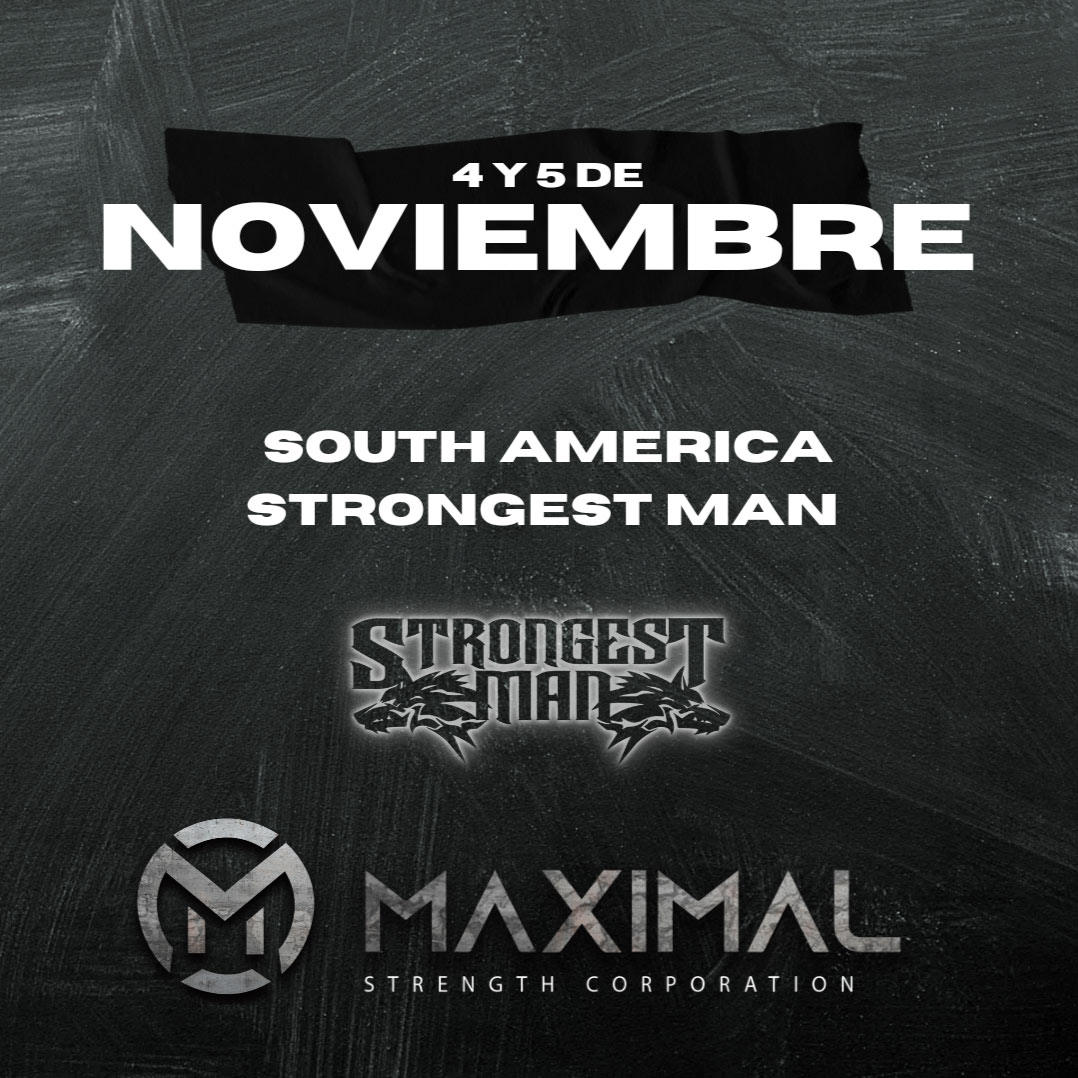 4 Y 5 DE
NOVIEMBRE
SOUTH AMERICA
STRONGEST MAN
STRONGEST
MAN
MAXIMAL
STRENGTH CORPORATION